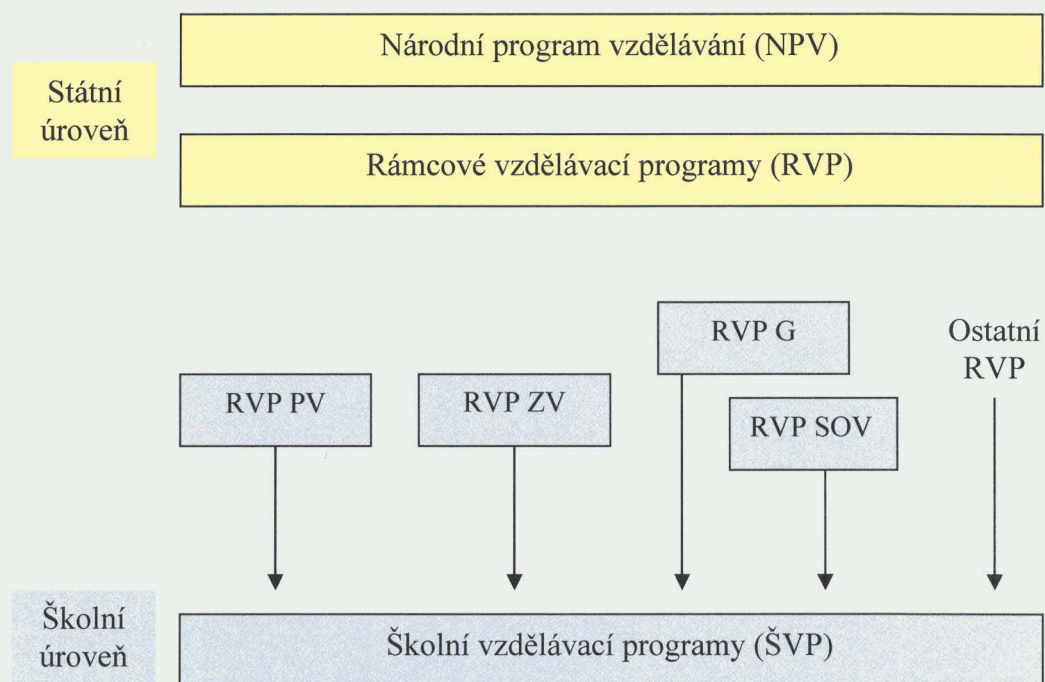 Národní program vzdělávání (NPV)
Státní
úroveň
Rámcové vzdělávací programy (RVP)
RVP G
Ostatní
RVP
RVP PV
RVP ZV
RVP SOV
Školní
úroveň
Školní vzdělávací programy (ŠVP)